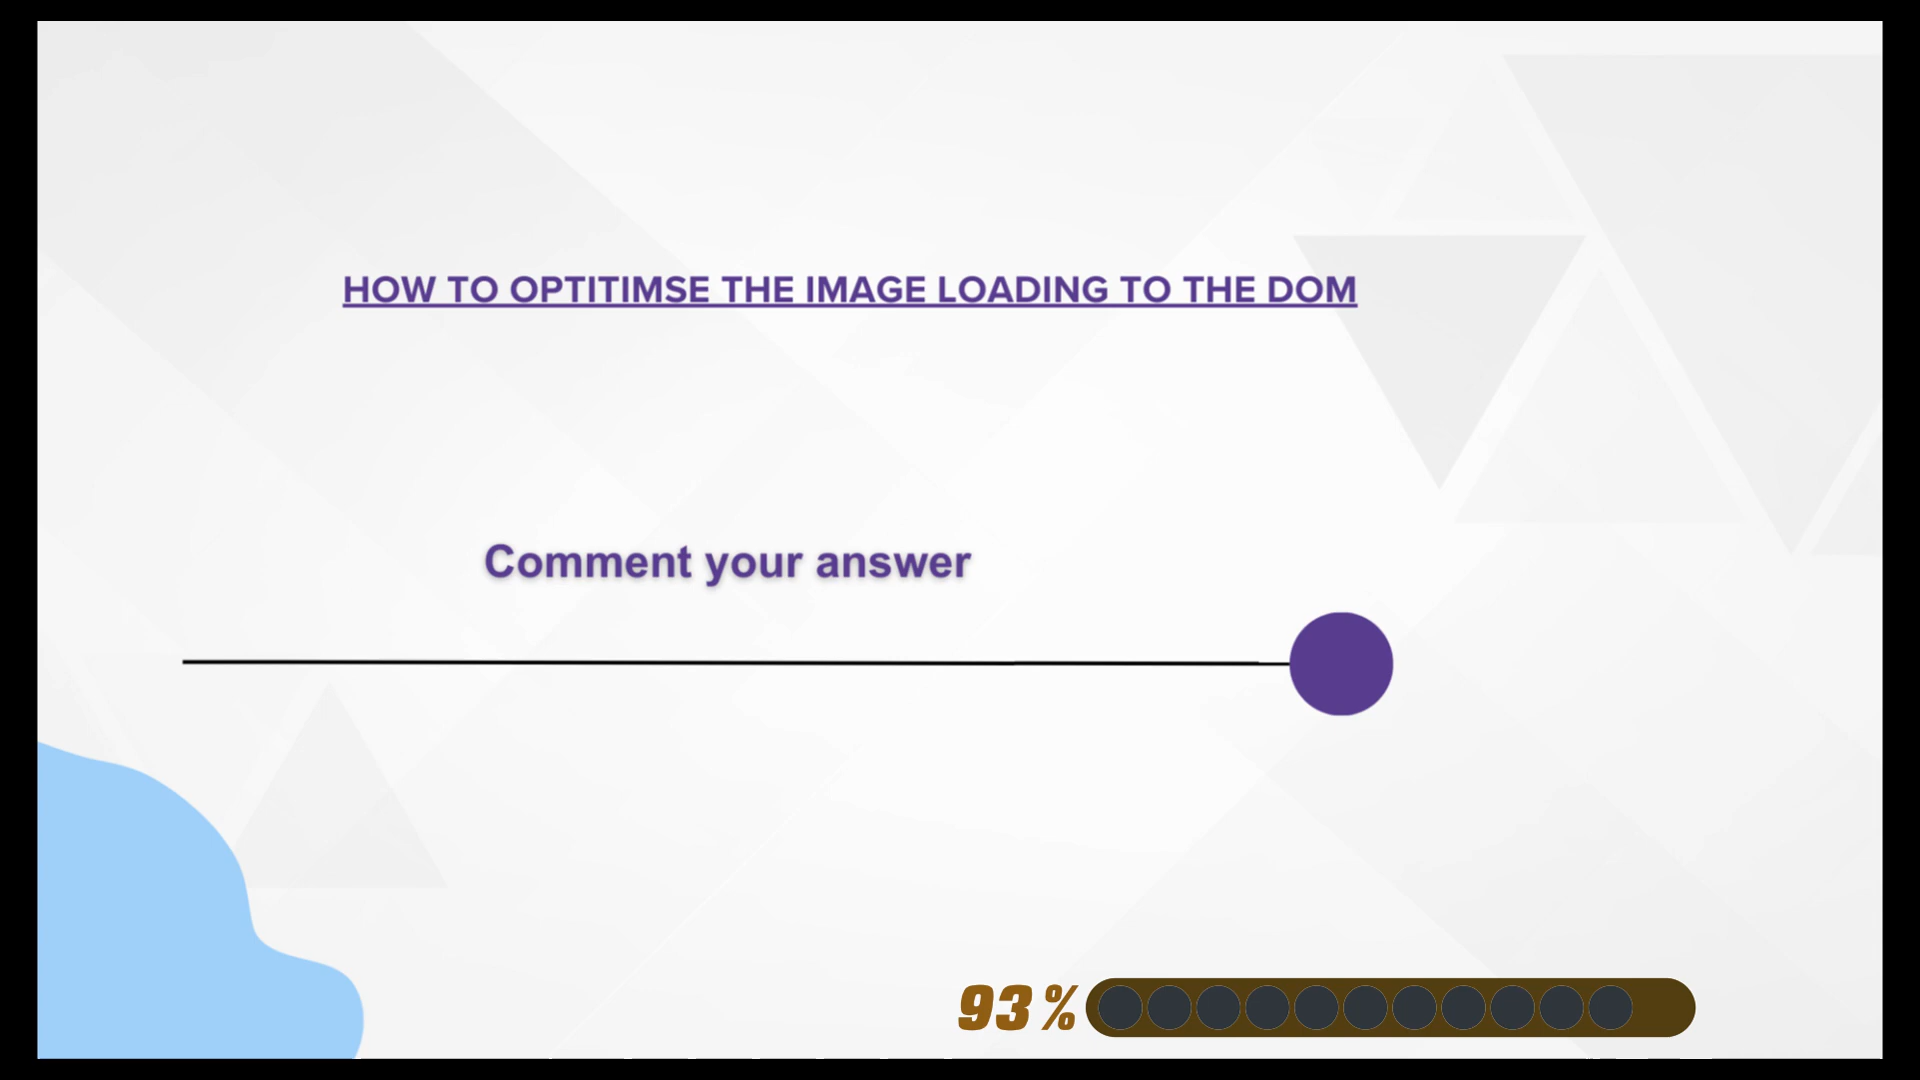 HOW TO OPTITIMSE THE IMAGE LOADING TO THE DOM
Comment your answer
93%